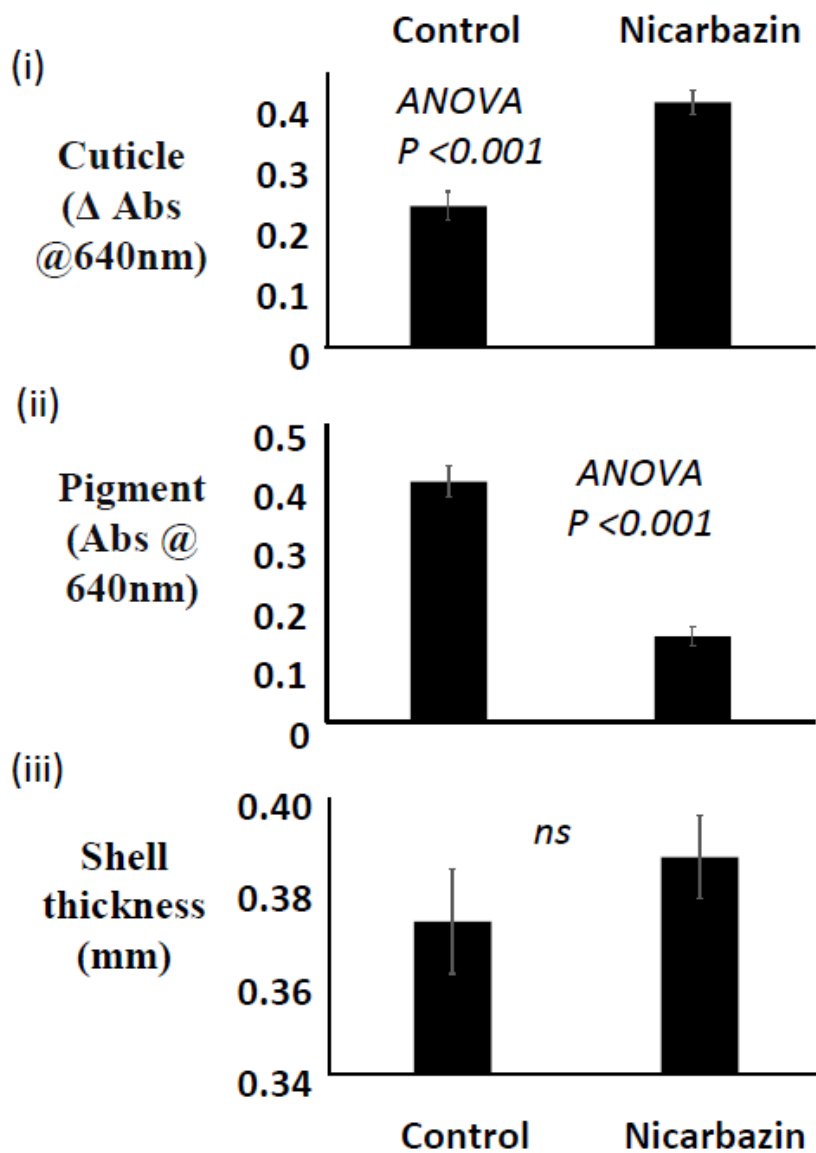 Control Nicarbazin
(i)
Cuticle
(Δ Abs
@640nm)
0.4
0.3
0.2
0.1
0
ANOVA
P <0.001
(ii)
Pigment
(Abs @
640nm)
0.5
0.4
0.3
0.2
0.1
0
ANOVA
P <0.001
(iii)
Shell
thickness
(mm)
0.40
0.38
0.36
0.34
ns
Control Nicarbazin